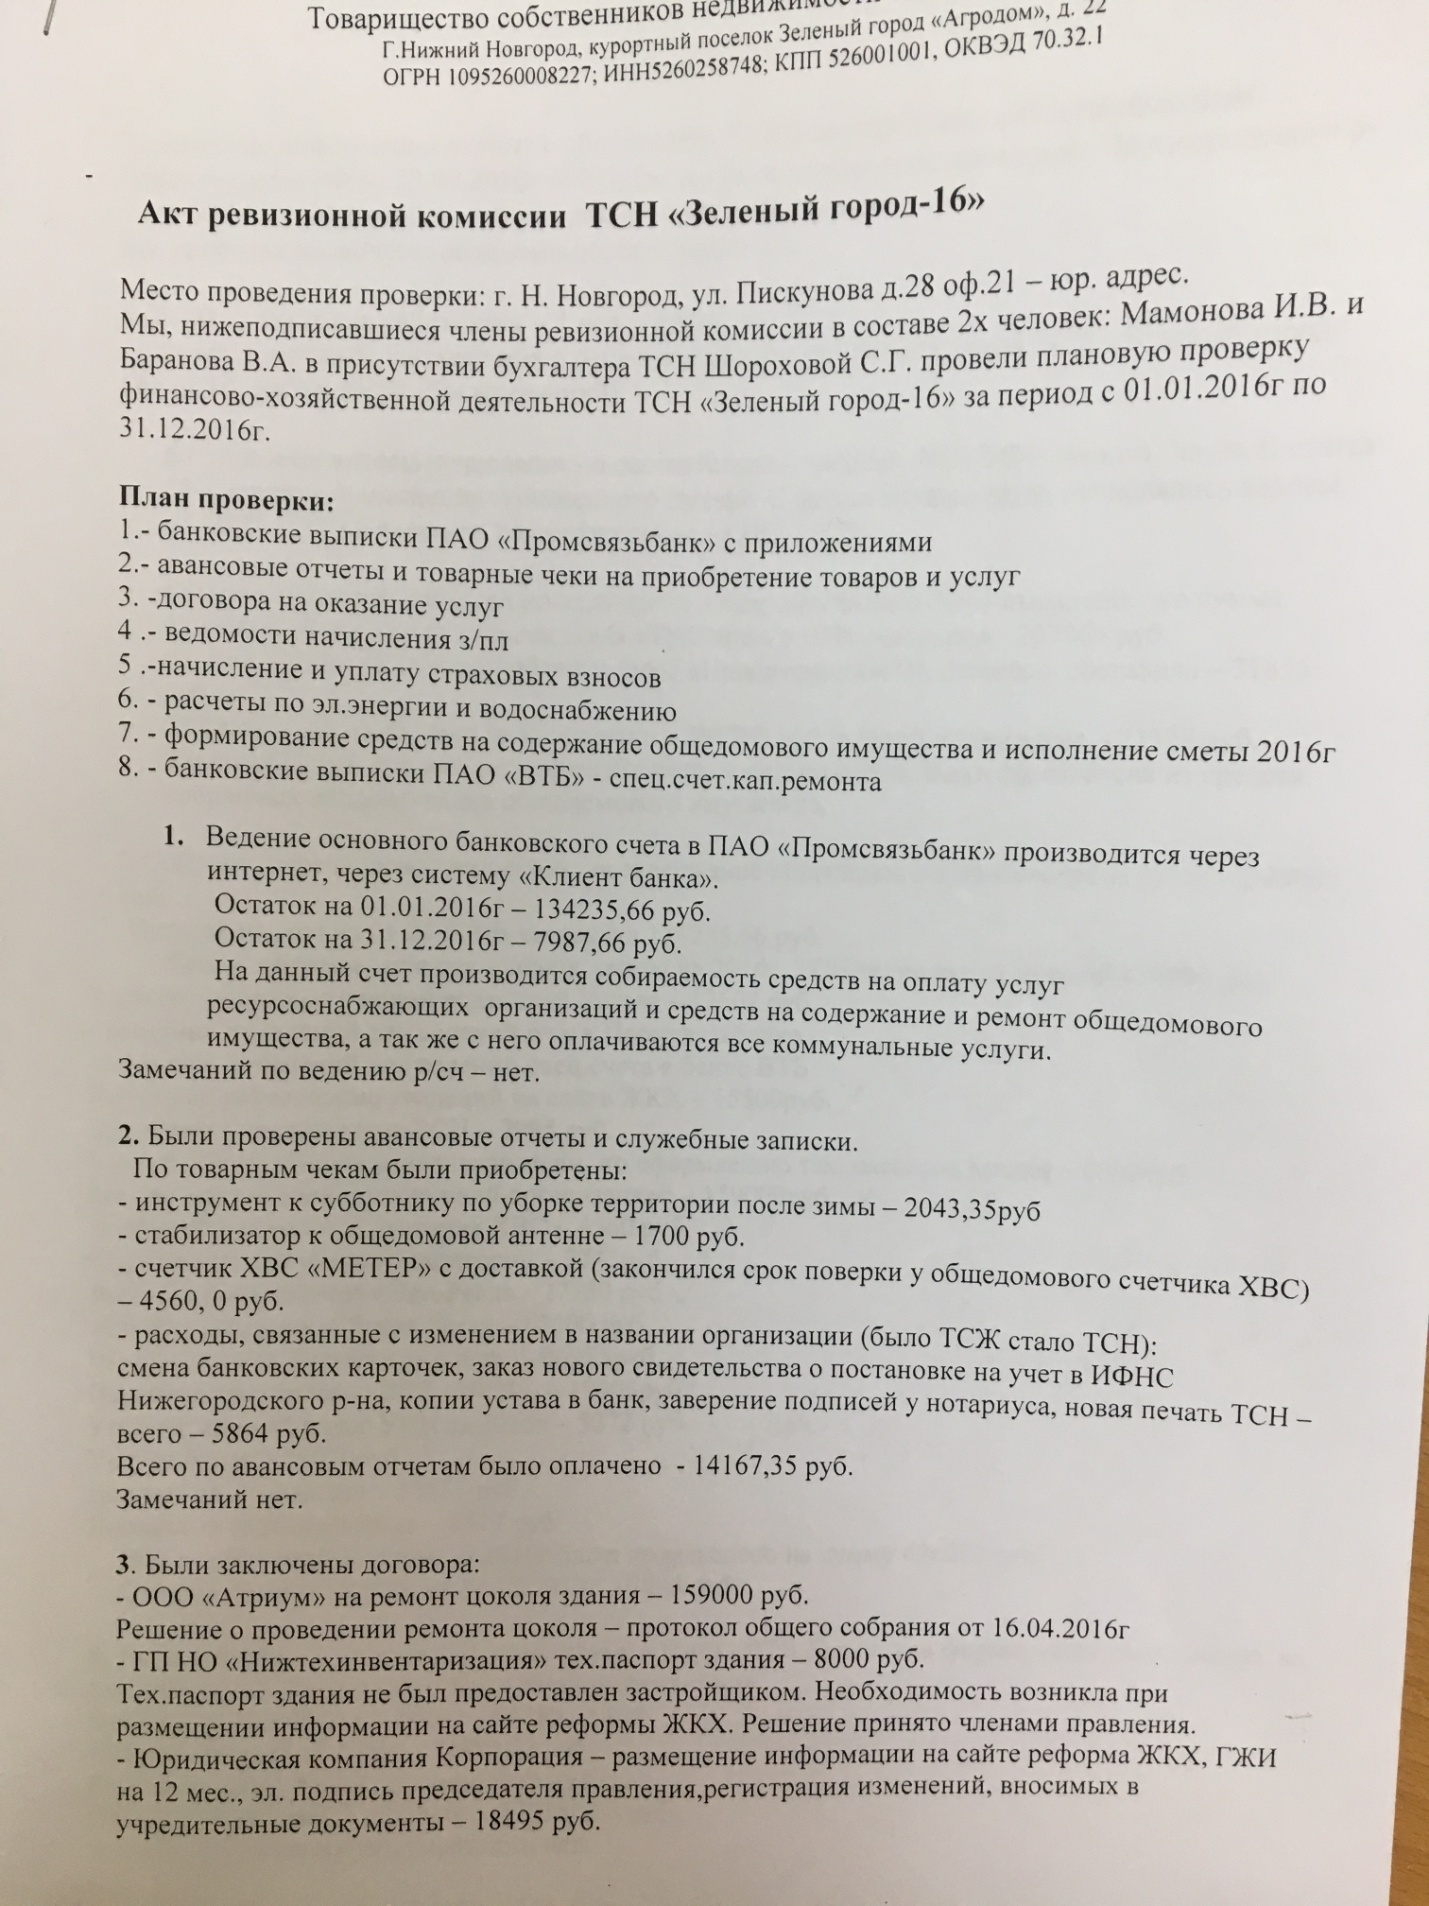 Товарищество собственников
Г.Нижний Новгород, курортный поселок Зеленый город «Агродом», д. 22
ОГРН 1095260008227; ИНН5260258748; КПП 526001001, ОКВЭД 70.32.1
Акт ревизионной комиссии ТСН «Зеленый город-16»
Место проведения проверки: г. Н. Новгород, ул. Пискунова д.28 оф.21 – юр. адрес.
Мы, нижеподписавшиеся члены ревизионной комиссии в составе 2х человек: Мамонова И.В. и
Баранова В.А. в присутствии бухгалтера ТСН Шороховой С.Г. провели плановую проверку
финансово-хозяйственной деятельности ТСН «Зеленый город-16» за период с 01.01.2016г по
31.12.2016г.
План проверки:
1.- банковские выписки ПАО «Промсвязьбанк» с приложениями
2.- авансовые отчеты и товарные чеки на приобретение товаров и услуг
3. -договора на оказание услуг
4 .- ведомости начисления з/пл
5 .-начисление и уплату страховых взносов
6. - расчеты по эл.энергии и водоснабжению
7. - формирование средств на содержание общедомового имущества и исполнение сметы 2016г
8. - банковские выписки ПАО «ВТБ» - спец.счет.кап.ремонта
1. Ведение основного банковского счета в ПАО «Промсвязьбанк» производится через
интернет, через систему «Клиент банка».
Остаток на 01.01.2016г – 134235,66 руб.
Остаток на 31.12.2016г – 7987,66 руб.
На данный счет производится собираемость средств на оплату услуг
ресурсоснабжающих организаций и средств на содержание и ремонт общедомового
имущества, а так же с него оплачиваются все коммунальные услуги.
Замечаний по ведению р/сч – нет.
2. Были проверены авансовые отчеты и служебные записки.
По товарным чекам были приобретены:
- инструмент к субботнику по уборке территории после зимы – 2043,35руб
- стабилизатор к общедомовой антенне – 1700 руб.
- счетчик ХВС «МЕТЕР» с доставкой (закончился срок поверки у общедомового счетчика ХВС)
– 4560, 0 руб.
- расходы, связанные с изменением в названии организации (было ТСЖ стало ТСН):
смена банковских карточек, заказ нового свидетельства о постановке на учет в ИФНС
Нижегородского р-на, копии устава в банк, заверение подписей у нотариуса, новая печать ТСН –
всего – 5864 руб.
Всего по авансовым отчетам было оплачено - 14167,35 руб.
Замечаний нет.
3. Были заключены договора:
- ООО «Атриум» на ремонт цоколя здания – 159000 руб.
Решение о проведении ремонта цоколя – протокол общего собрания от 16.04.2016г
- ГП НО «Нижтехинвентаризация» тех.паспорт здания – 8000 руб.
Тех.паспорт здания не был предоставлен застройщиком. Необходимость возникла при
размещении информации на сайте реформы ЖКХ. Решение принято членами правления.
- Юридическая компания Корпорация – размещение информации на сайте реформа ЖКХ, ГЖИ
на 12 мес., эл. подпись председателя правления,регистрация изменений, вносимых в
учредительные документы – 18495 руб.